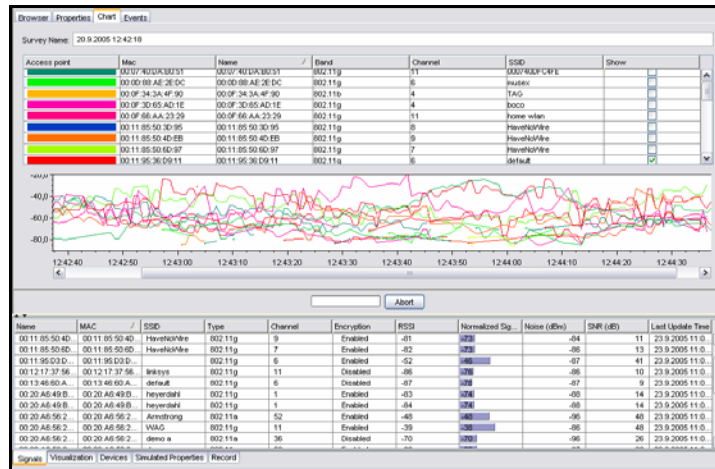 Browser Properties Chart Events
Survey Name: 20.9.2005 12:42:18
Access point Mac Name / Band Channel SSID Show
00:07:40:DA:B0:51 00:07:40:DA:B0:51 802.11g 11 000740DFC4FE
00:0D:88:AE:2E:DC 00:0D:88:AE:2E:DC 802.11g 6 musex
00:0F:34:3A:4F:90 00:0F:34:3A:4F:90 802.11b 4 TAG
00:0F:3D:65:AD:1E 00:0F:3D:65:AD:1E 802.11g 4 boco
00:0F:66:AA:23:29 00:0F:66:AA:23:29 802.11g 11 home wlan
00:11:85:50:3D:95 00:11:85:50:3D:95 802.11g 8 HaveNoWire
00:11:85:50:4D:EB 00:11:85:50:4D:EB 802.11g 9 HaveNoWire
00:11:85:50:6D:97 00:11:85:50:6D:97 802.11g 7 HaveNoWire
00:11:95:36:D9:11 00:11:95:36:D9:11 802.11g 6 default
-20,0
-40,0
-60,0
-80,0
12:42:40 12:42:50 12:43:00 12:43:10 12:43:20 12:43:30 12:43:40 12:43:50 12:44:00 12:44:10 12:44:20 12:44:30
Abort
Name MAC / SSID Type Channel Encryption RSSI Normalized Sig... Noise (dBm) SNR (dB) Last Update Time
00:11:85:50:4D... 00:11:85:50:4D... HaveNoWire 802.11g 9 Enabled -81 -73 -84 11 23.9.2005 11:0...
00:11:85:50:6D... 00:11:85:50:6D... HaveNoWire 802.11g 7 Enabled -82 -73 -86 13 23.9.2005 11:0...
00:11:95:D3:D... 00:11:95:D3:D... 802.11g 6 Enabled -52 -46 -87 41 23.9.2005 11:0...
00:12:17:37:56... 00:12:17:37:56... linksys 802.11g 11 Disabled -86 -76 -86 10 23.9.2005 11:0...
00:13:46:60:A... 00:13:46:60:A... default 802.11g 6 Disabled -87 -78 -87 9 23.9.2005 11:0...
00:20:A6:49:B... 00:20:A6:49:B... heyerdahl 802.11g 1 Enabled -83 -74 -88 14 23.9.2005 11:0...
00:20:A6:49:B... 00:20:A6:49:B... heyerdahl 802.11g 1 Enabled -84 -74 -88 14 23.9.2005 11:0...
00:20:A6:56:2... 00:20:A6:56:2... Armstrong 802.11g 52 Enabled -48 -48 -96 48 23.9.2005 11:0...
00:20:A6:56:2... 00:20:A6:56:2... WAG 802.11g 11 Enabled -39 -38 -86 48 23.9.2005 11:0...
00:20:A6:56:2... 00:20:A6:56:2... demo a 802.11a 36 Disabled -70 -70 -96 26 23.9.2005 11:0...
Signals Visualization Devices Simulated Properties Record